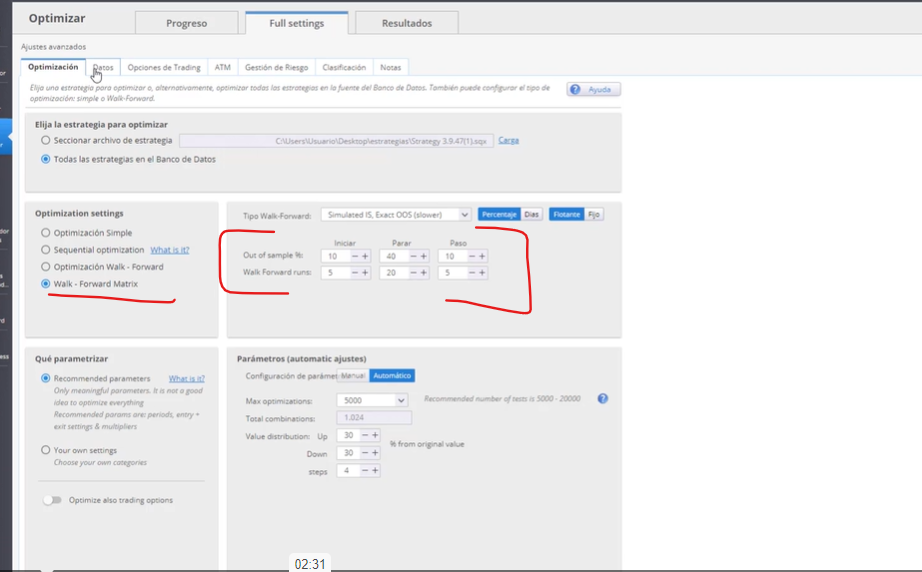 Optimizar
Progreso
Full settings
Resultados
Ajustes avanzados
Optimización
Datos
Opciones de Trading
ATM
Gestión de Riesgo
Clasificación
Notas
Elija una estrategia para optimizar o, alternativamente, optimizar todas las estrategias en la fuente del Banco de Datos. También puede configurar el tipo de
optimización: simple o Walk-Forward.
Ayuda
Elija la estrategia para optimizar
Seccionar archivo de estrategia
C:\Users\Usuario\Desktop\estrategias\Strategy 3.9.47(1).sqx
Carga
Todas las estrategias en el Banco de Datos
Optimization settings
Optimización Simple
Sequential optimization What is it?
Optimización Walk - Forward
Walk - Forward Matrix
Tipo Walk-Forward: Simulated IS, Exact OOS (slower) Percentaje Dias Flotante Fijo
Iniciar Parar Paso
Out of sample %: 10 - + 40 - + 10 - +
Walk Forward runs: 5 - + 20 - + 5 - +
Qué parametrizar
Recommended parameters What is it?
Only meaningful parameters. It is not a good
idea to optimize everything
Recommended params are: periods, entry +
exit settings & multipliers
Your own settings
Choose your own categories
Optimize also trading options
Parámetros (automatic ajustes)
Configuración de parámet Manual Automático
Max optimizations: 5000 Recommended number of tests is 5000 - 20000
Total combinations: 1,024
Value distribution: Up 30 - + % from original value
Down 30 - +
steps 4 - +
02:31